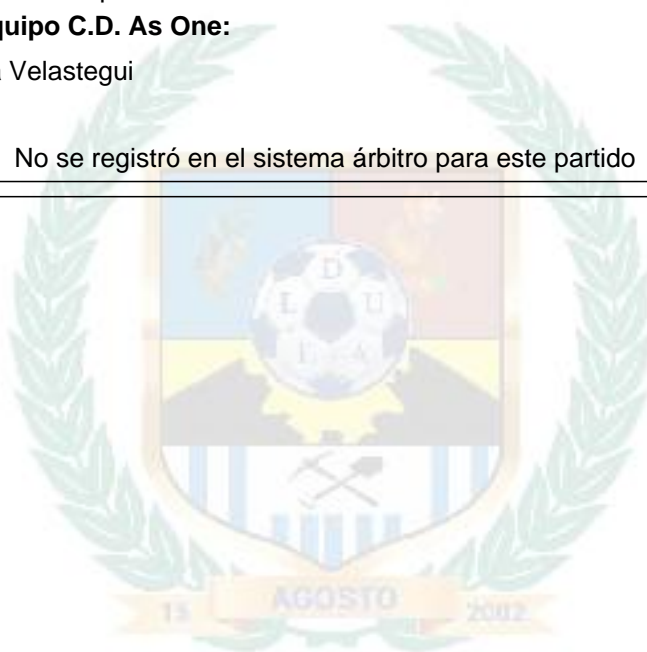 quipo C.D. As One:
a Velastegui
No se registró en el sistema árbitro para este partido
D
L U
15 AGOSTO 2002